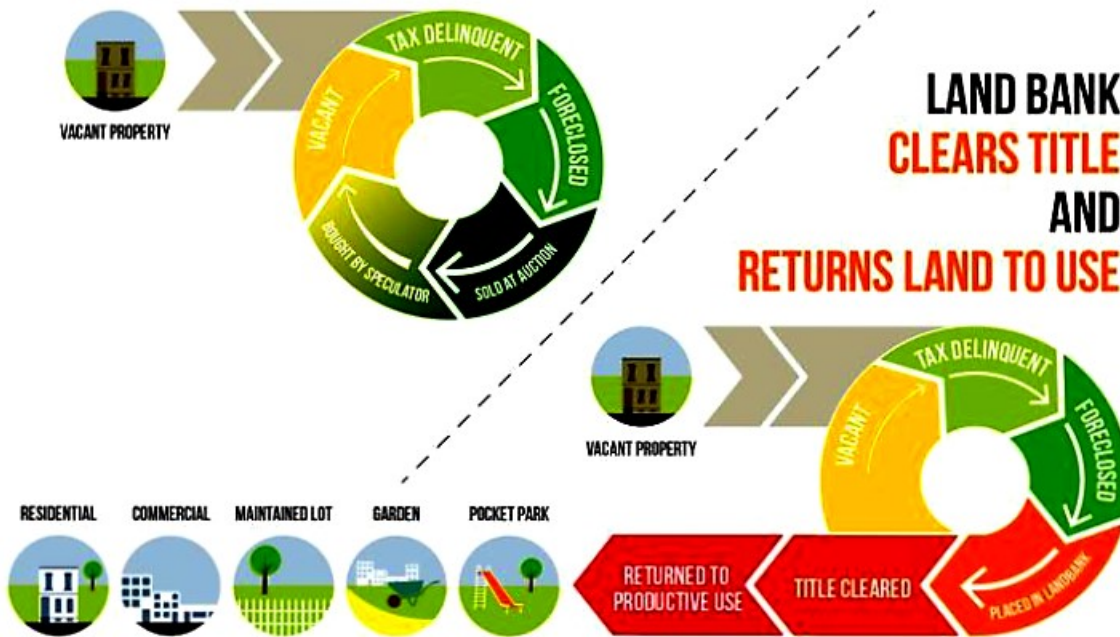 VACANT PROPERTY
VACANT
TAX DELINQUENT
FORECLOSED
SOLD AT AUCTION
BOUGHT BY SPECULATOR
LAND BANK
CLEARS TITLE
AND
RETURNS LAND TO USE
VACANT PROPERTY
VACANT
TAX DELINQUENT
FORECLOSED
PLACED IN LANDBANK
TITLE CLEARED
RETURNED TO
PRODUCTIVE USE
RESIDENTIAL
COMMERCIAL
MAINTAINED LOT
GARDEN
POCKET PARK